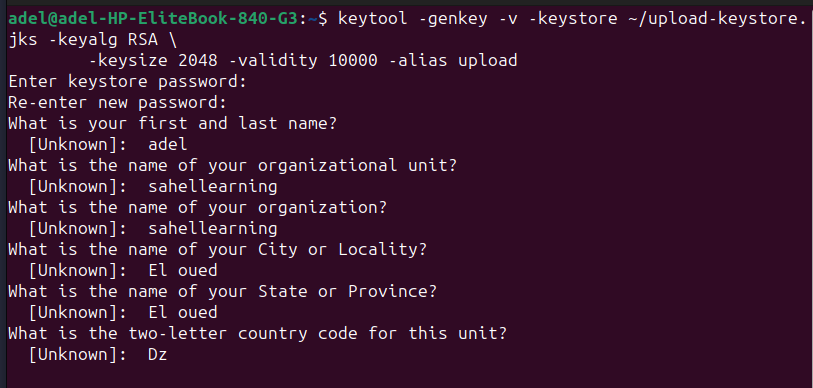 adel@adel-HP-EliteBook-840-G3:~$ keytool -genkey -v -keystore ~/upload-keystore.
jks -keyalg RSA \
        -keysize 2048 -validity 10000 -alias upload
Enter keystore password:
Re-enter new password:
What is your first and last name?
  [Unknown]:  adel
What is the name of your organizational unit?
  [Unknown]:  sahellearning
What is the name of your organization?
  [Unknown]:  sahellearning
What is the name of your City or Locality?
  [Unknown]:  El oued
What is the name of your State or Province?
  [Unknown]:  El oued
What is the two-letter country code for this unit?
  [Unknown]:  Dz